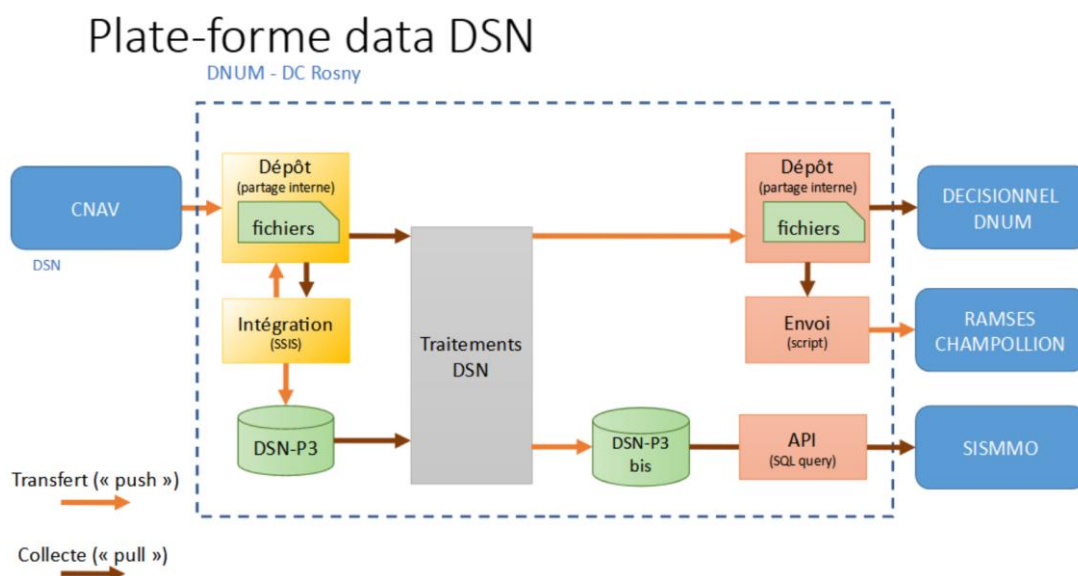 Plate-forme data DSN
DNUM - DC Rosny
CNAV
DSN
Dépôt
(partage interne)
fichiers
Intégration
(SSIS)
DSN-P3
Traitements
DSN
Dépôt
(partage interne)
fichiers
Envoi
(script)
DSN-P3
bis
API
(SQL query)
DÉCISIONNEL
DNUM
RAMSES
CHAMPOLLION
SISMMO
Transfert (« push »)
Collecte (« pull »)